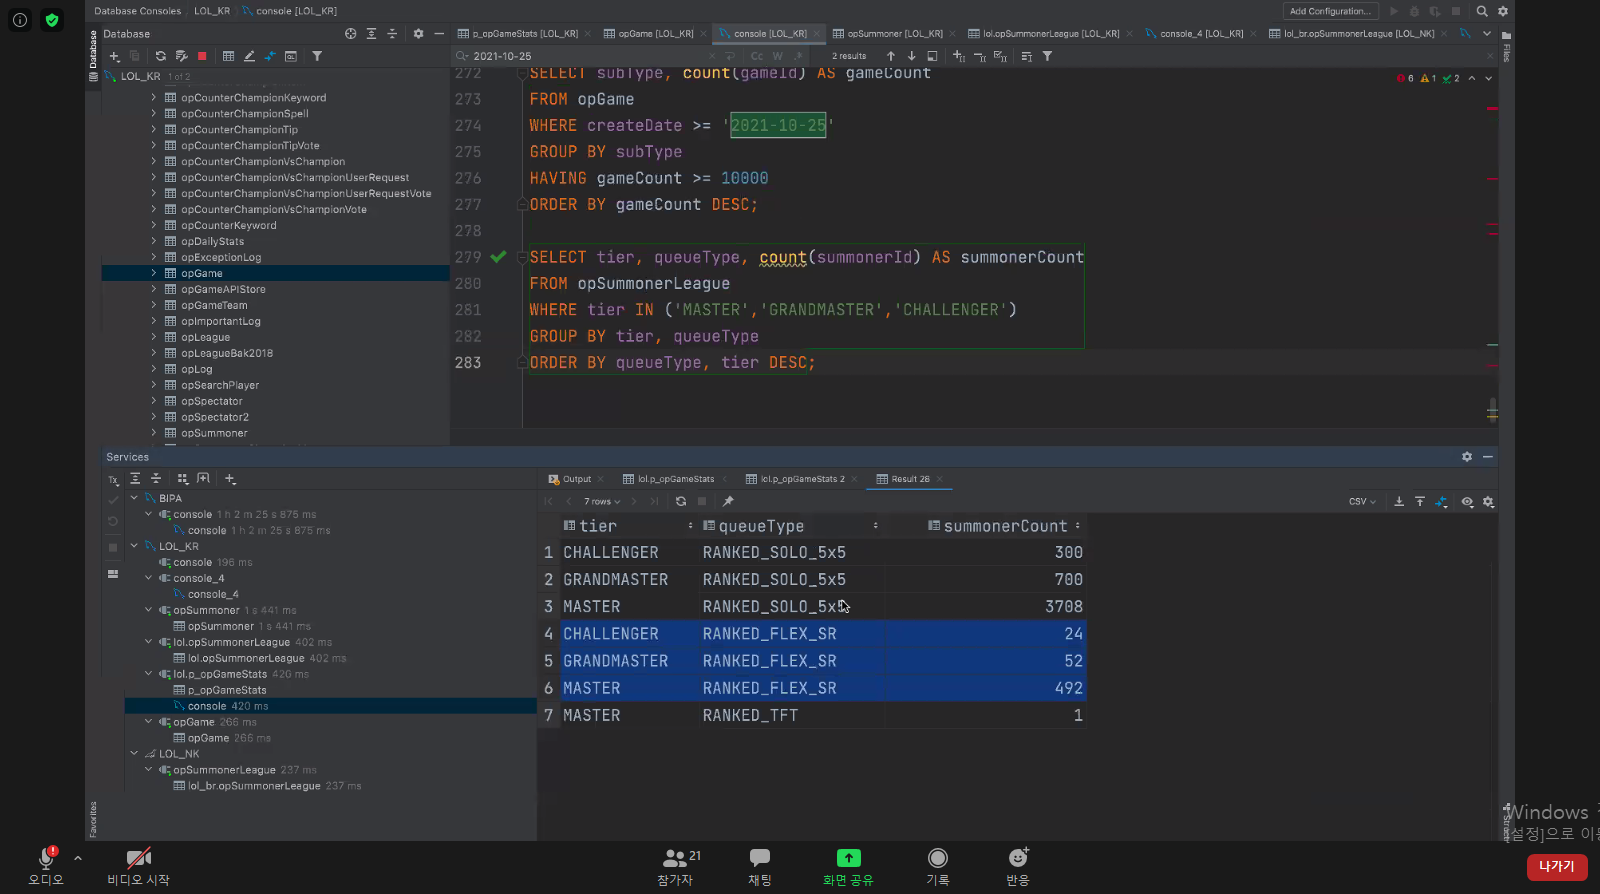 Database Consoles LOL_KR console [LOL_KR] Add Configuration...
Database
p_opGameStats [LOL_KR] opGame [LOL_KR] console [LOL_KR] opSummoner [LOL_KR] lol.opSummonerLeague [LOL_KR] console_4 [LOL_KR] lol_br.opSummonerLeague [LOL_NK]
Database
Files
2021-10-25 Cc W .* 2 results
LOL_KR 1 of 2
6 1 2
opCounterChampionKeyword
opCounterChampionSpell
opCounterChampionTip
opCounterChampionTipVote
opCounterChampionVsChampion
opCounterChampionVsChampionUserRequest
opCounterChampionVsChampionUserRequestVote
opCounterChampionVsChampionVote
opCounterKeyword
opDailyStats
opExceptionLog
opGame
opGameAPIStore
opGameTeam
opImportantLog
opLeague
opLeagueBak2018
opLog
opSearchPlayer
opSpectator
opSpectator2
opSummoner
272 SELECT subType, count(gameId) AS gameCount
273 FROM opGame
274 WHERE createDate >= '2021-10-25'
275 GROUP BY subType
276 HAVING gameCount >= 10000
277 ORDER BY gameCount DESC;
278
279 SELECT tier, queueType, count(summonerId) AS summonerCount
280 FROM opSummonerLeague
281 WHERE tier IN ('MASTER','GRANDMASTER','CHALLENGER')
282 GROUP BY tier, queueType
283 ORDER BY queueType, tier DESC;
Services
Tx
BIPA
console 1 h 2 m 25 s 875 ms
console 1 h 2 m 25 s 875 ms
LOL_KR
console 196 ms
console_4
console_4
opSummoner 1 s 441 ms
opSummoner 1 s 441 ms
lol.opSummonerLeague 402 ms
lol.opSummonerLeague 402 ms
lol.p_opGameStats 420 ms
p_opGameStats
console 420 ms
opGame 266 ms
opGame 266 ms
LOL_NK
opSummonerLeague 237 ms
lol_br.opSummonerLeague 237 ms
Favorites
Output lol.p_opGameStats lol.p_opGameStats 2 Result 28
7 rows CSV
tier queueType summonerCount
1 CHALLENGER RANKED_SOLO_5x5 300
2 GRANDMASTER RANKED_SOLO_5x5 700
3 MASTER RANKED_SOLO_5x5 3708
4 CHALLENGER RANKED_FLEX_SR 24
5 GRANDMASTER RANKED_FLEX_SR 52
6 MASTER RANKED_FLEX_SR 492
7 MASTER RANKED_TFT 1
Windows
[설정]으로
오디오 비디오 시작 참가자 21 채팅 화면 공유 기록 반응 나가기